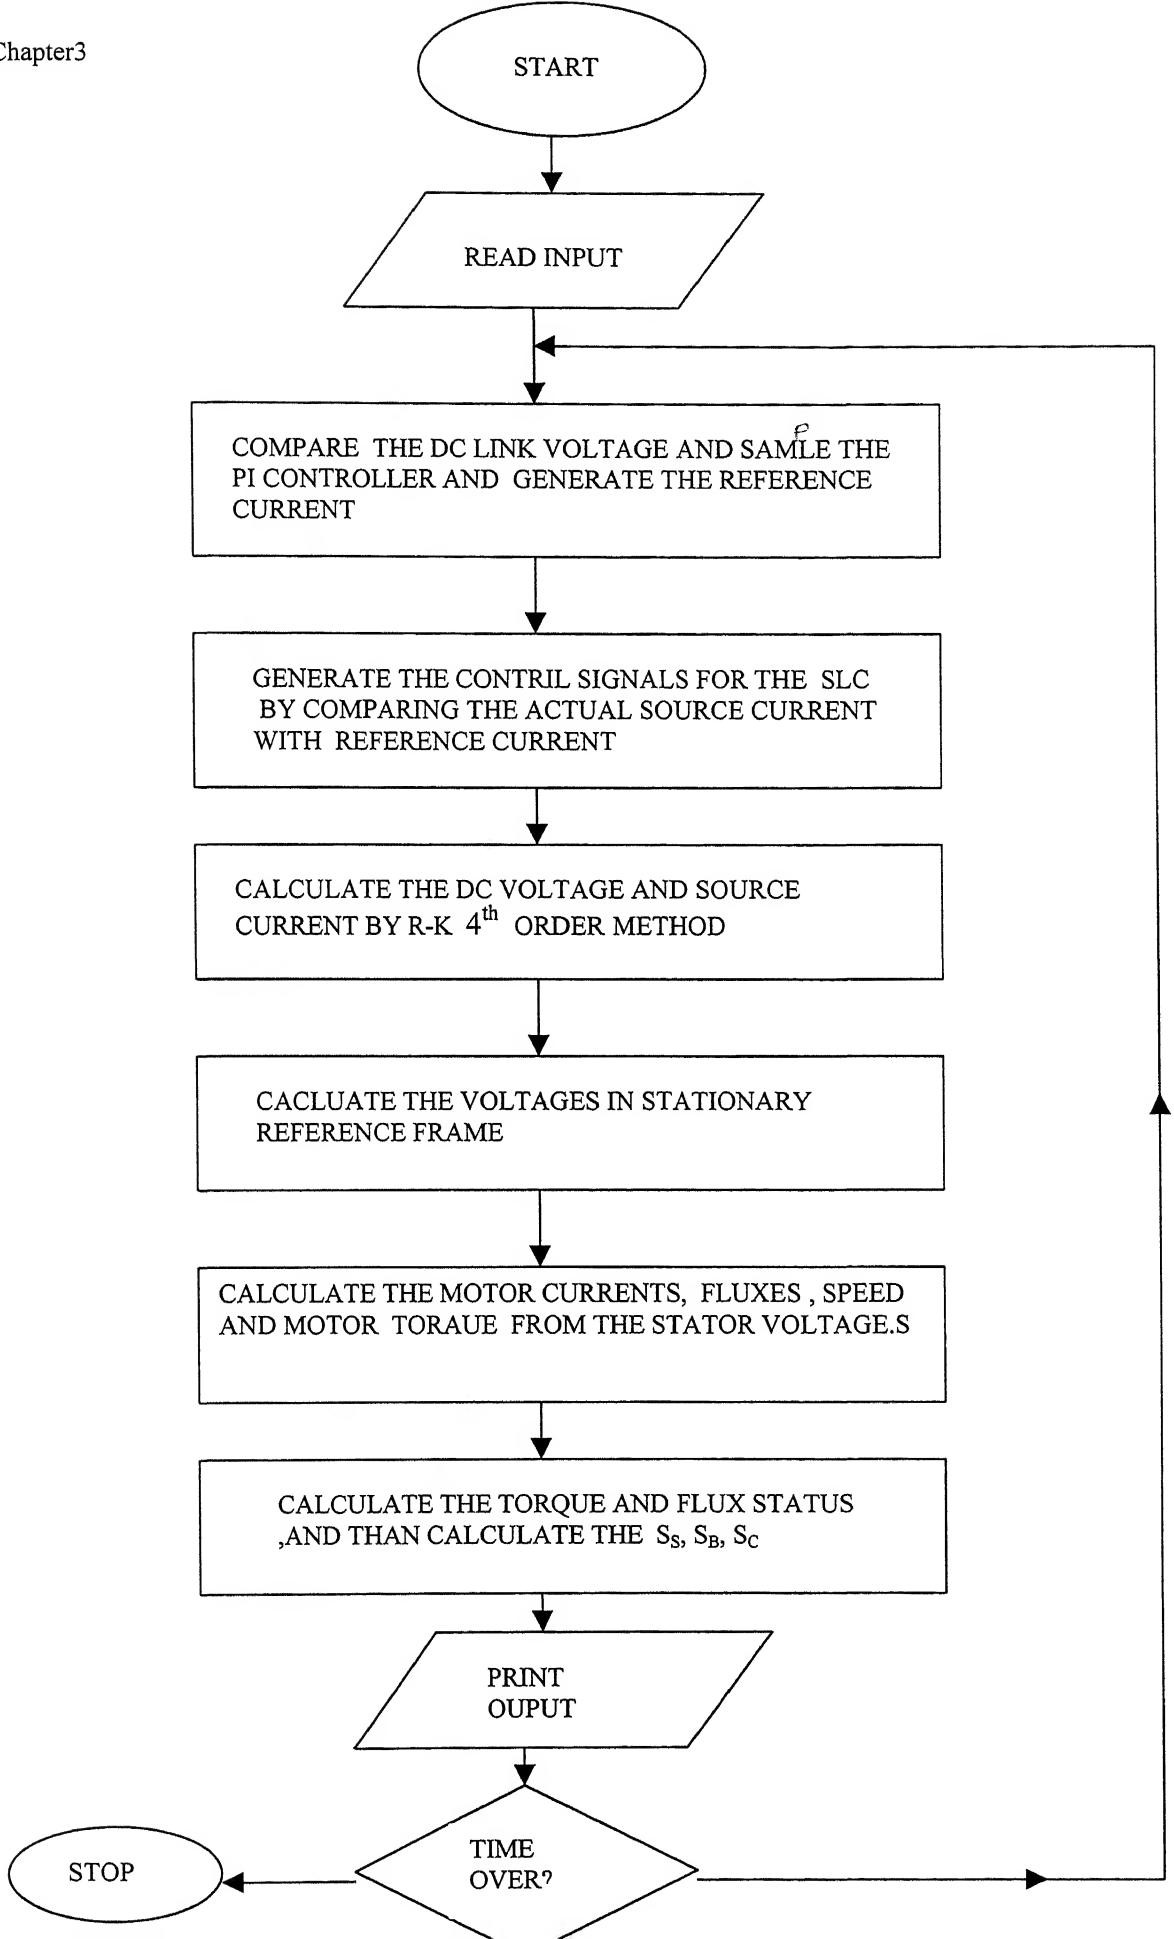 Chapter3
START
READ INPUT
COMPARE THE DC LINK VOLTAGE AND SAMLE THE
P
PI CONTROLLER AND GENERATE THE REFERENCE
CURRENT
GENERATE THE CONTRIL SIGNALS FOR THE SLC
BY COMPARING THE ACTUAL SOURCE CURRENT
WITH REFERENCE CURRENT
CALCULATE THE DC VOLTAGE AND SOURCE
CURRENT BY R-K 4th ORDER METHOD
CACLUATE THE VOLTAGES IN STATIONARY
REFERENCE FRAME
CALCULATE THE MOTOR CURRENTS, FLUXES , SPEED
AND MOTOR TORAUE FROM THE STATOR VOLTAGE.S
CALCULATE THE TORQUE AND FLUX STATUS
,AND THAN CALCULATE THE SS, SB, SC
PRINT
OUPUT
TIME
OVER?
STOP